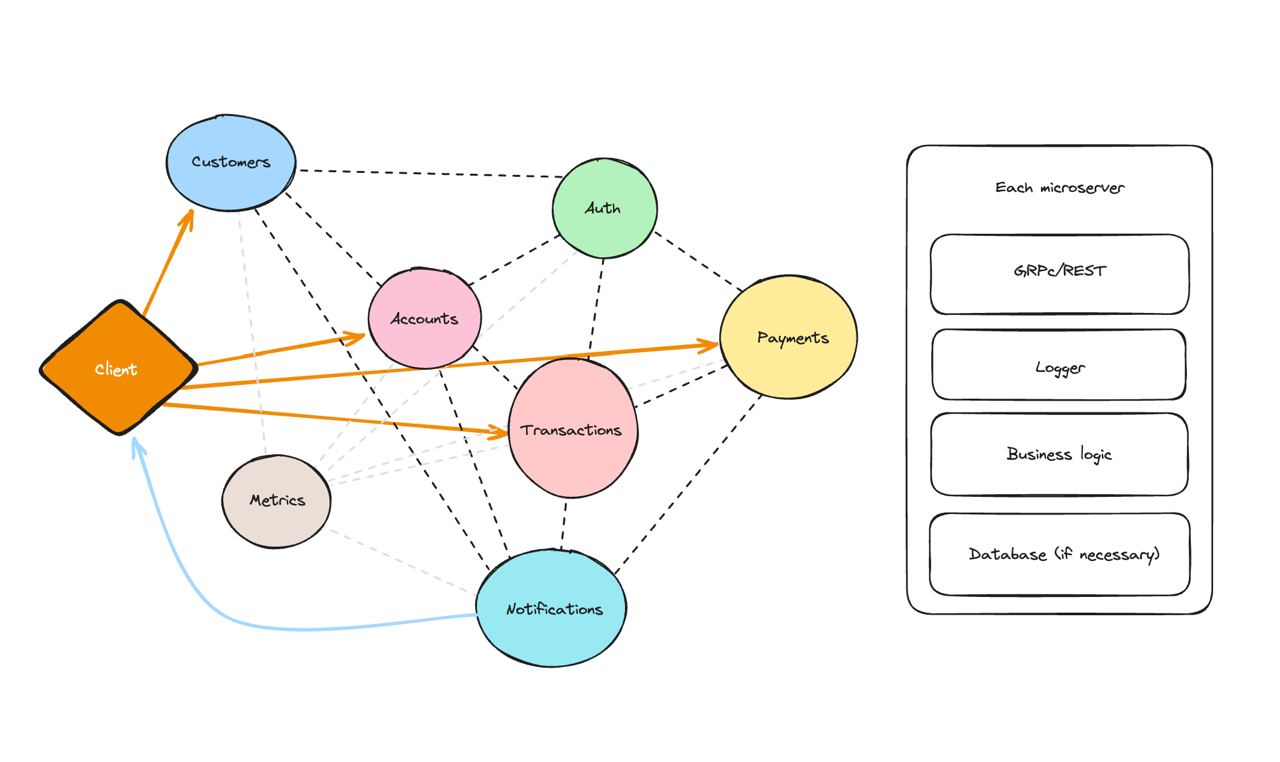 Customers
Auth
Accounts
Payments
Client
Transactions
Metrics
Notifications
Each microserver
GRPc/REST
Logger
Business logic
Database (if necessary)